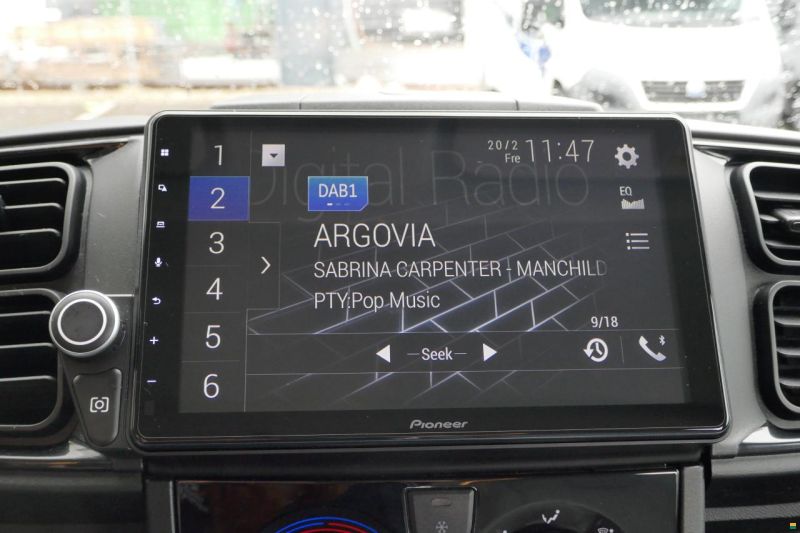 20/2
Fre
11:47
Digital Radio
1
2
3
4
5
6
DAB1
EQ
ARGOVIA
SABRINA CARPENTER - MANCHILD
PTY:Pop Music
9/18
Seek
Pioneer